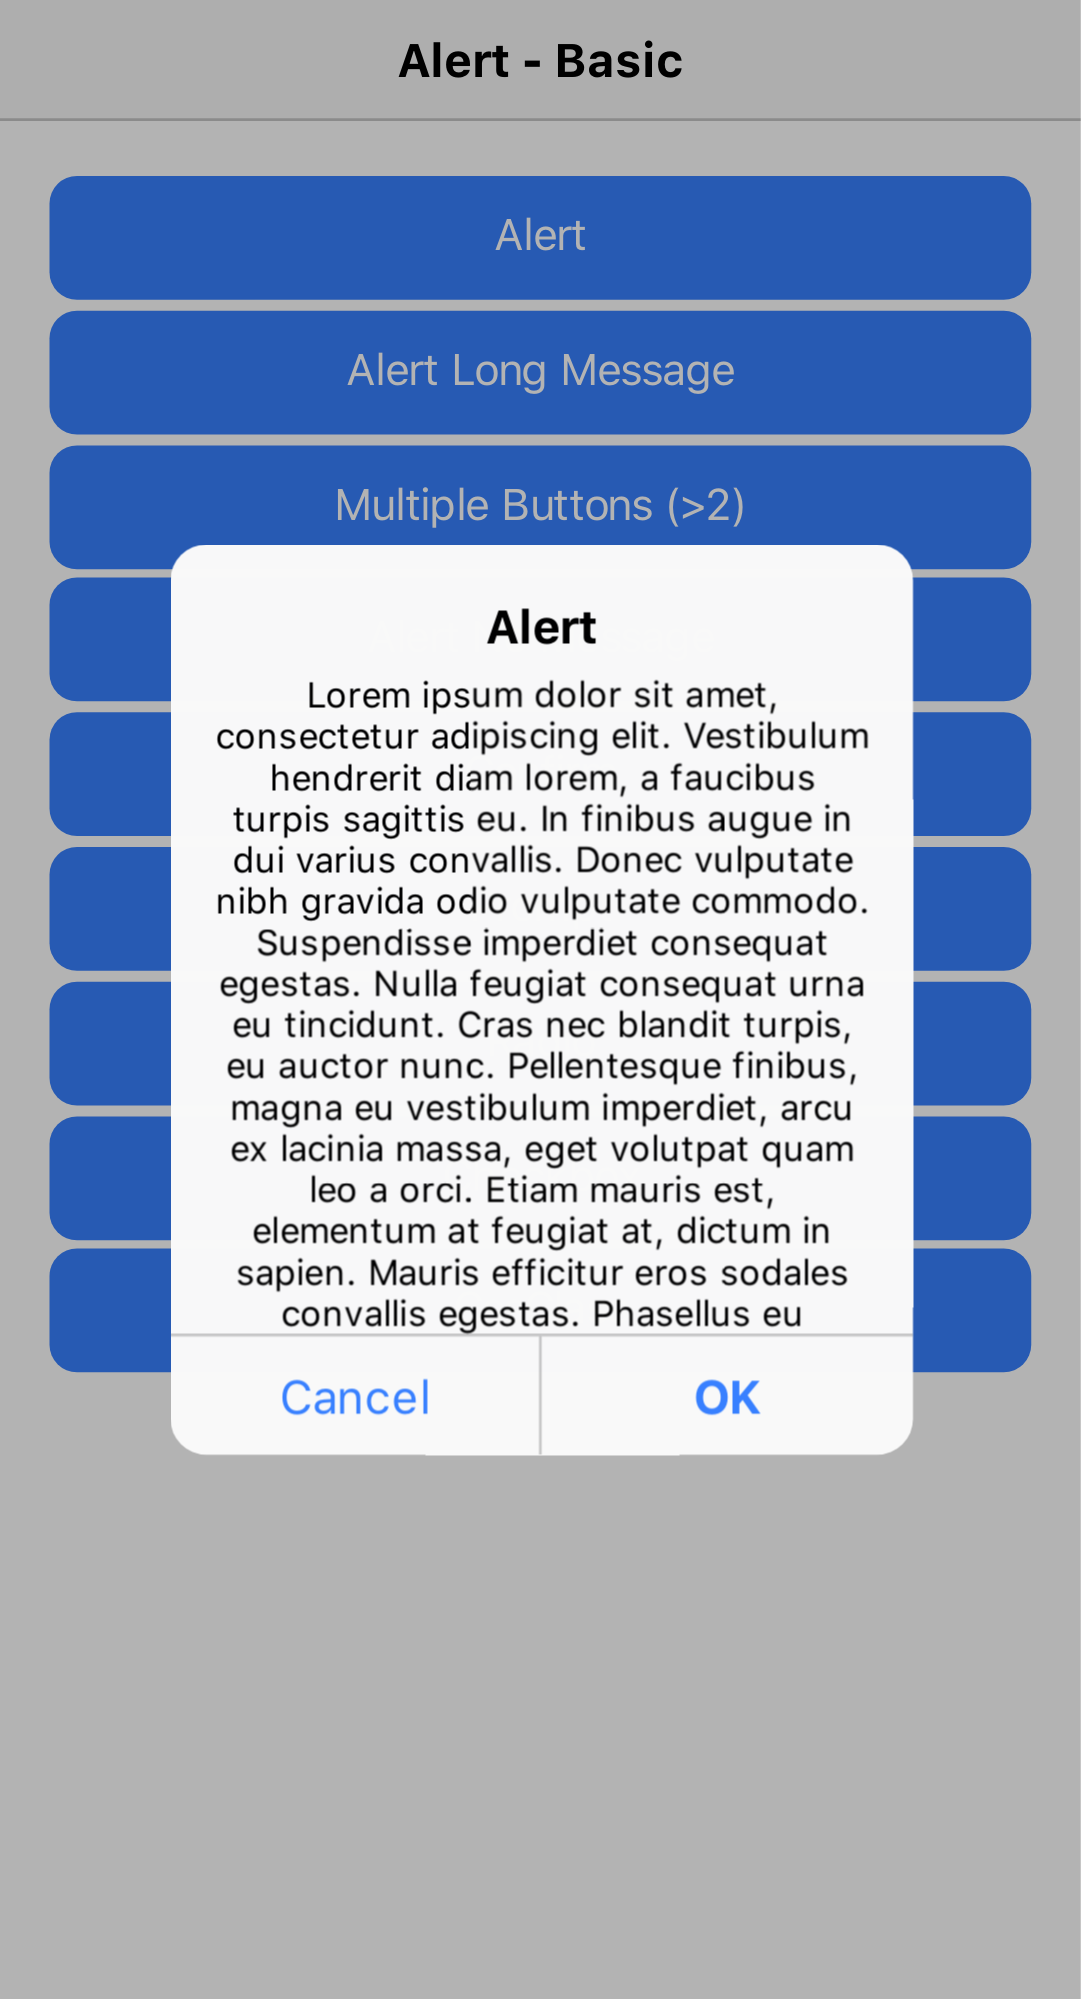 Alert - Basic
Alert
Alert Long Message
Multiple Buttons (>2)
Alert
Lorem ipsum dolor sit amet,
consectetur adipiscing elit. Vestibulum
hendrerit diam lorem, a faucibus
turpis sagittis eu. In finibus augue in
dui varius convallis. Donec vulputate
nibh gravida odio vulputate commodo.
Suspendisse imperdiet consequat
egestas. Nulla feugiat consequat urna
eu tincidunt. Cras nec blandit turpis,
eu auctor nunc. Pellentesque finibus,
magna eu vestibulum imperdiet, arcu
ex lacinia massa, eget volutpat quam
leo a orci. Etiam mauris est,
elementum at feugiat at, dictum in
sapien. Mauris efficitur eros sodales
convallis egestas. Phasellus eu
Cancel
OK